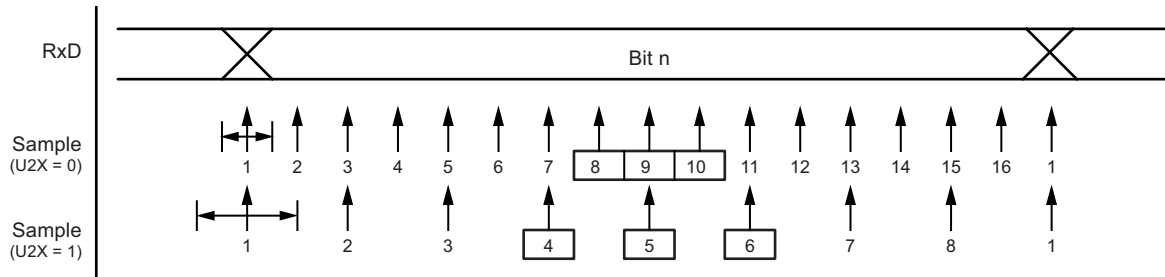 RxD Bit n
Sample
(U2X = 0)
1 2 3 4 5 6 7 8 9 10 11 12 13 14 15 16 1
Sample
(U2X = 1)
1 2 3 4 5 6 7 8 1